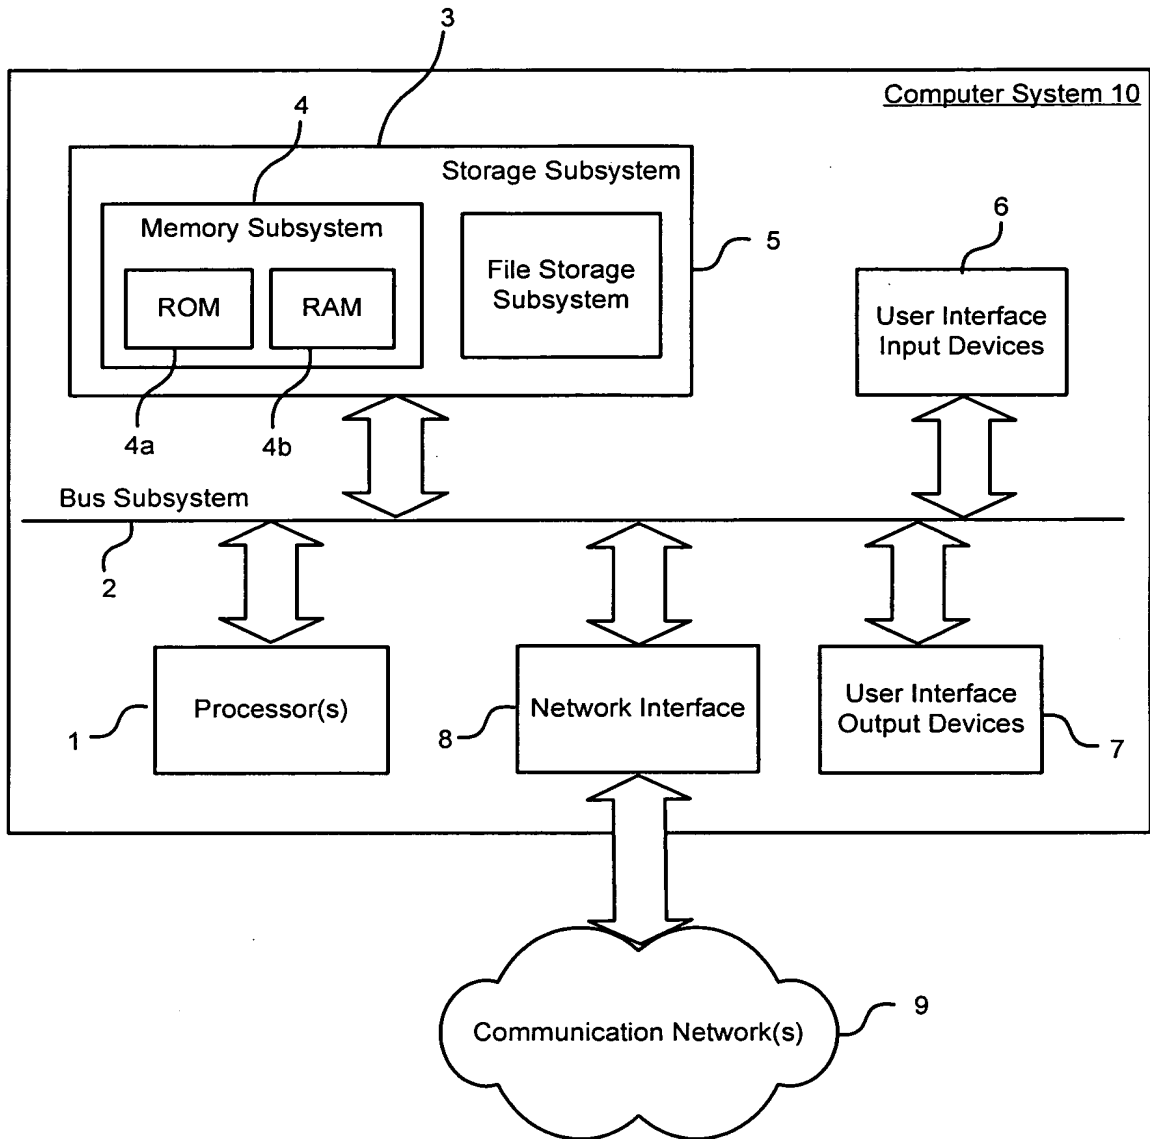 3
Computer System 10
4
Storage Subsystem
Memory Subsystem
6
5
File Storage
Subsystem
ROM
RAM
User Interface
Input Devices
4a
4b
Bus Subsystem
2
Processor(s)
Network Interface
User Interface
Output Devices
1
8
7
9
Communication Network(s)